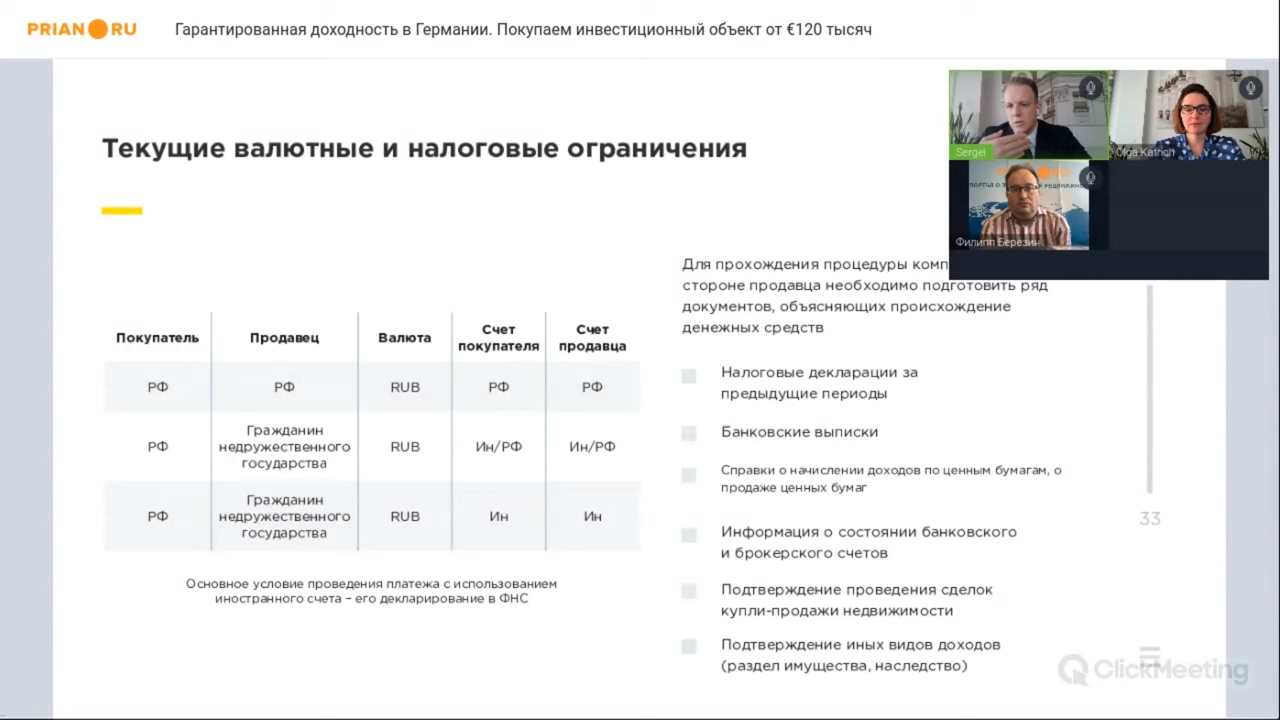 PRIAN RU
Гарантированная доходность в Германии. Покупаем инвестиционный объект от €120 тысяч
Sergei
Olga Katrich
Филипп Березин
Текущие валютные и налоговые ограничения
Покупатель Продавец Валюта Счет покупателя Счет продавца
РФ РФ RUB РФ РФ
РФ Гражданин недружественного государства RUB Ин/РФ Ин/РФ
РФ Гражданин недружественного государства RUB Ин Ин
Основное условие проведения платежа с использованием
иностранного счета – его декларирование в ФНС
Для прохождения процедуры комп
стороне продавца необходимо подготовить ряд
документов, объясняющих происхождение
денежных средств
Налоговые декларации за
предыдущие периоды
Банковские выписки
Справки о начислении доходов по ценным бумагам, о
продаже ценных бумаг
Информация о состоянии банковского
и брокерского счетов
Подтверждение проведения сделок
купли-продажи недвижимости
Подтверждение иных видов доходов
(раздел имущества, наследство)
33
ClickMeeting